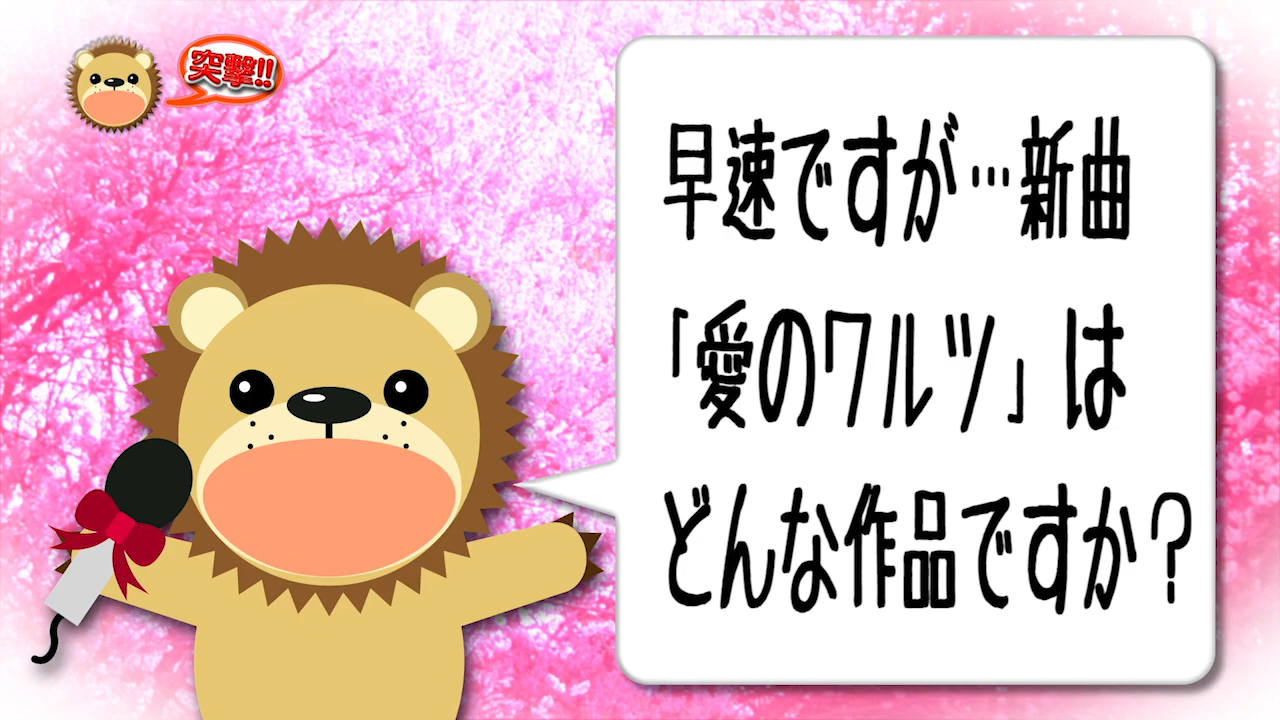 突撃!!
早速ですが…新曲
「愛のワルツ」は
どんな作品ですか？